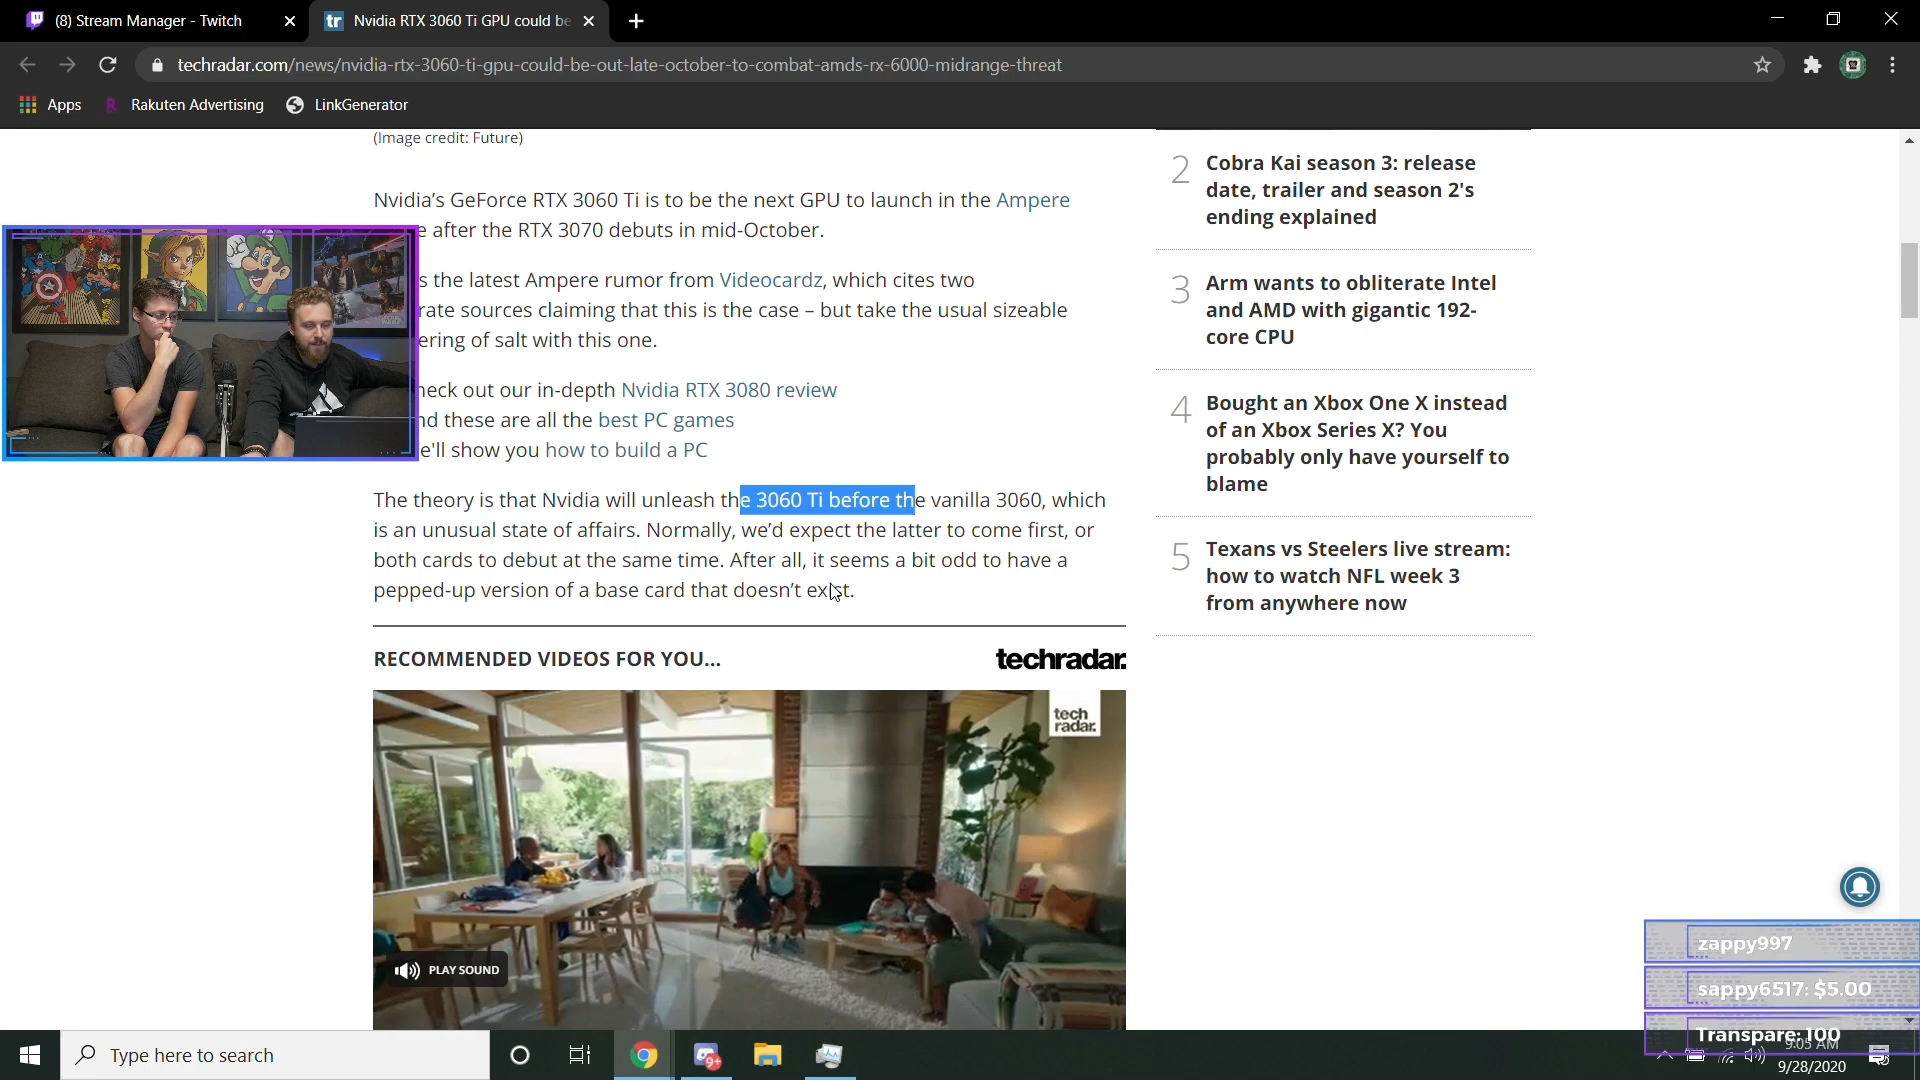 (8) Stream Manager - Twitch
tr Nvidia RTX 3060 Ti GPU could be
techradar.com/news/nvidia-rtx-3060-ti-gpu-could-be-out-late-october-to-combat-amds-rx-6000-midrange-threat
Apps
R Rakuten Advertising
LinkGenerator
(Image credit: Future)
Nvidia’s GeForce RTX 3060 Ti is to be the next GPU to launch in the Ampere
e after the RTX 3070 debuts in mid-October.
s the latest Ampere rumor from Videocardz, which cites two
rate sources claiming that this is the case – but take the usual sizeable
ering of salt with this one.
heck out our in-depth Nvidia RTX 3080 review
nd these are all the best PC games
e'll show you how to build a PC
The theory is that Nvidia will unleash the 3060 Ti before the vanilla 3060, which
is an unusual state of affairs. Normally, we’d expect the latter to come first, or
both cards to debut at the same time. After all, it seems a bit odd to have a
pepped-up version of a base card that doesn’t exist.
RECOMMENDED VIDEOS FOR YOU...
techradar.
tech
radar.
PLAY SOUND
2 Cobra Kai season 3: release
date, trailer and season 2's
ending explained
3 Arm wants to obliterate Intel
and AMD with gigantic 192-
core CPU
4 Bought an Xbox One X instead
of an Xbox Series X? You
probably only have yourself to
blame
5 Texans vs Steelers live stream:
how to watch NFL week 3
from anywhere now
zappy997
sappy6517: $5.00
Transpare: 100
Type here to search
9+
9:05 AM
9/28/2020